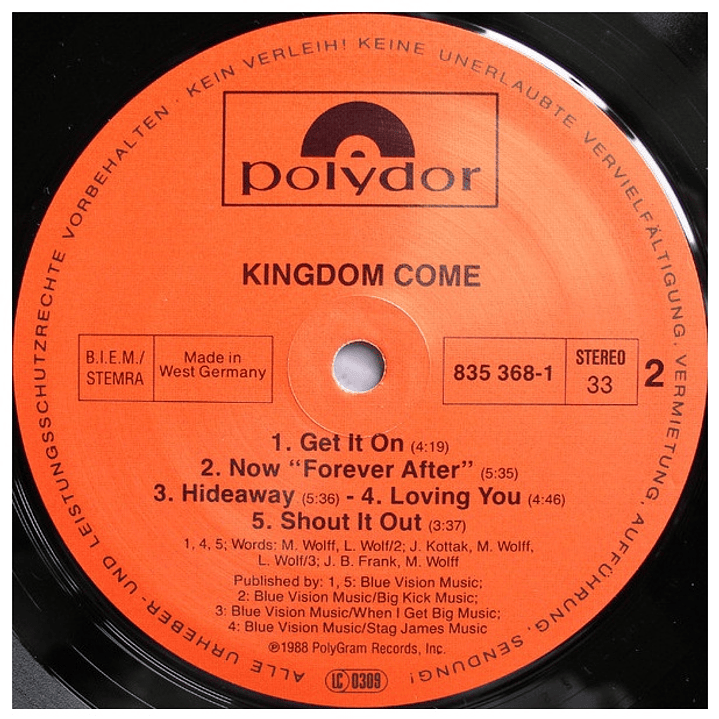 ALLE URHEBER- UND LEISTUNGSSCHUTZRECHTE VORBEHALTEN · KEIN VERLEIH! KEINE UNERLAUBTE VERVIELFÄLTIGUNG, VERMIETUNG, AUFFÜHRUNG, SENDUNG!
polydor
KINGDOM COME
B.I.E.M./
STEMRA
Made in
West Germany
835 368-1
STEREO
33
2
1. Get It On (4:19)
2. Now “Forever After” (5:35)
3. Hideaway (5:36) - 4. Loving You (4:46)
5. Shout It Out (3:37)
1, 4, 5; Words: M. Wolff, L. Wolf/2; J. Kottak, M. Wolff,
L. Wolf/3; J. B. Frank, M. Wolff
Published by: 1, 5: Blue Vision Music;
2: Blue Vision Music/Big Kick Music;
3: Blue Vision Music/When I Get Big Music;
4: Blue Vision Music/Stag James Music
℗1988 PolyGram Records, Inc.
LC 0309